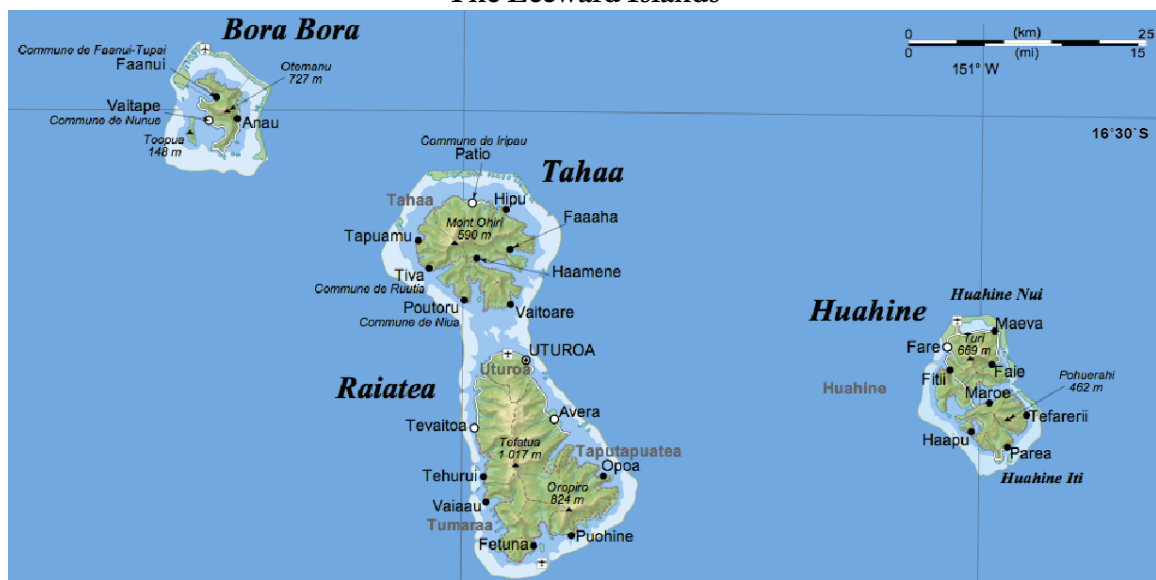 The Leeward Islands
Bora Bora
Commune de Faanui-Tupai
Faanui
Otemanu
727 m
Vaitape
Commune de Nunue
Anau
Toopua
148 m
0 (km) 25
0 (mi) 15
151° W
16°30`S
Commune de Iripau
Patio
Tahaa
Tahaa
Hipu
Mont Ohiri
590 m
Faaaha
Tapuamu
Haamene
Tiva
Commune de Ruutia
Poutoru
Commune de Niua
Vaitoare
UTUROA
Uturoa
Raiatea
Avera
Tevaitoa
Tefatua
1 017 m
Taputapuatea
Opoa
Tehurui
Oropiro
824 m
Vaiaau
Tumaraa
Fetuna
Puohine
Huahine
Huahine Nui
Maeva
Fare
Turi
669 m
Fitii
Faie
Pohuerahi
462 m
Huahine
Maroe
Tefarerii
Haapu
Parea
Huahine Iti